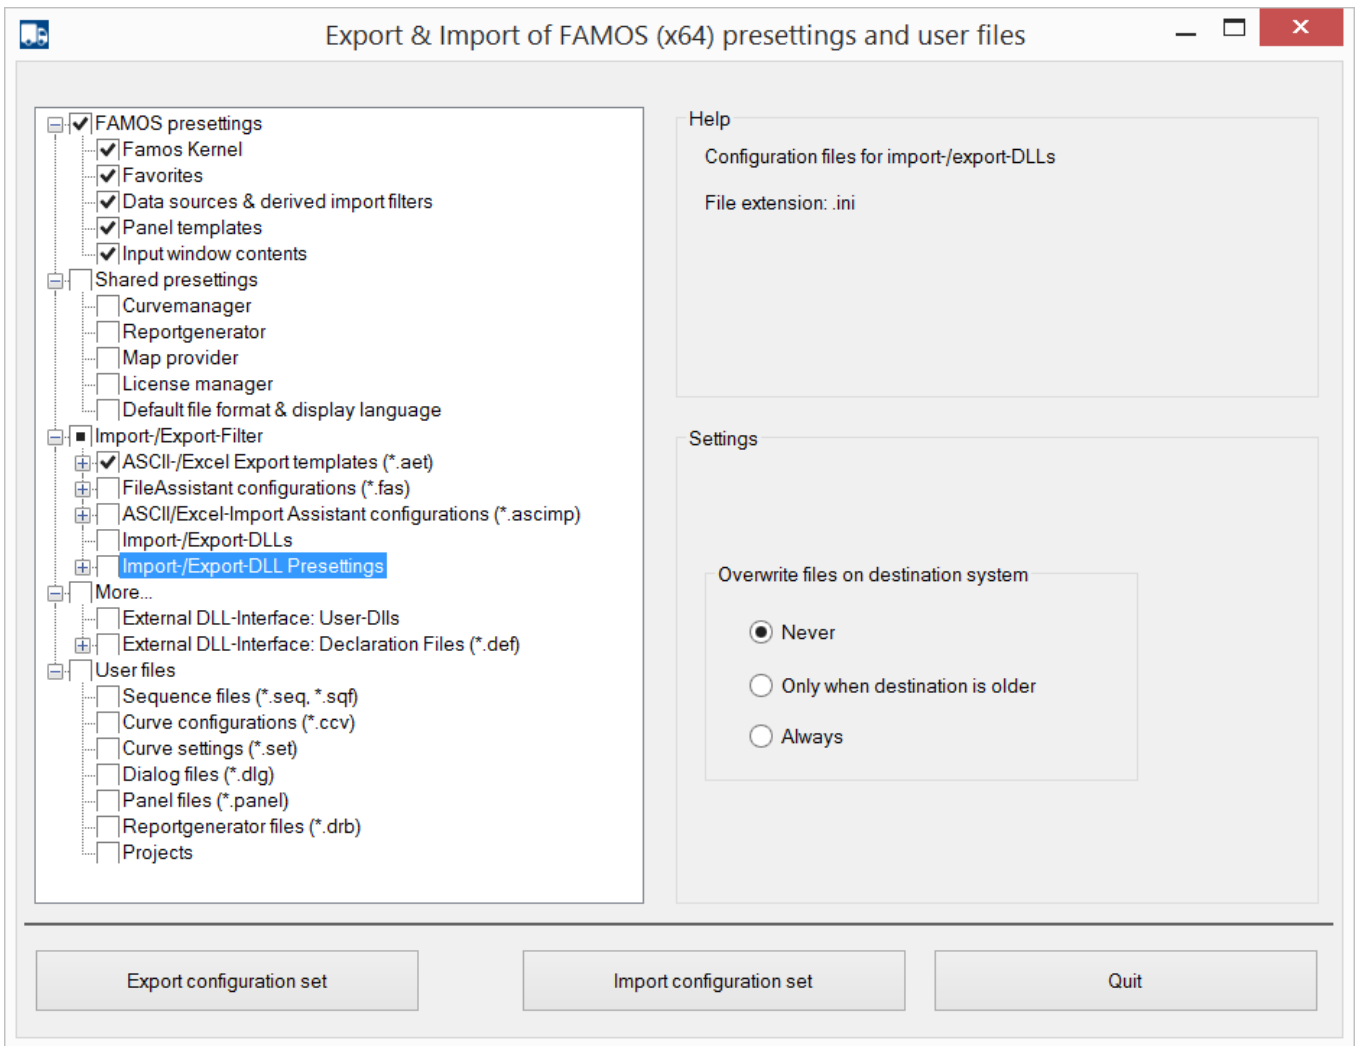 Export & Import of FAMOS (x64) presettings and user files
FAMOS presettings
Famos Kernel
Favorites
Data sources & derived import filters
Panel templates
Input window contents
Shared presettings
Curvemanager
Reportgenerator
Map provider
License manager
Default file format & display language
Import-/Export-Filter
ASCII-/Excel Export templates (*.aet)
FileAssistant configurations (*.fas)
ASCII/Excel-Import Assistant configurations (*.ascimp)
Import-/Export-DLLs
Import-/Export-DLL Presettings
More...
External DLL-Interface: User-Dlls
External DLL-Interface: Declaration Files (*.def)
User files
Sequence files (*.seq, *.sqf)
Curve configurations (*.ccv)
Curve settings (*.set)
Dialog files (*.dlg)
Panel files (*.panel)
Reportgenerator files (*.drb)
Projects
Help
Configuration files for import-/export-DLLs
File extension: .ini
Settings
Overwrite files on destination system
Never
Only when destination is older
Always
Export configuration set
Import configuration set
Quit